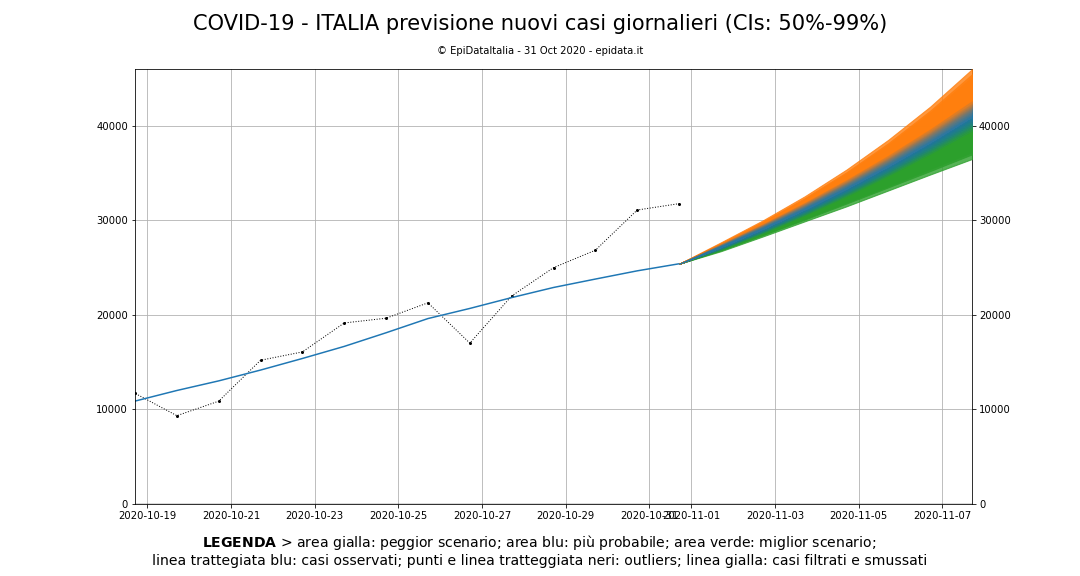 COVID-19 - ITALIA previsione nuovi casi giornalieri (CIs: 50%-99%)
© EpiDataItalia - 31 Oct 2020 - epidata.it
40000 40000
30000 30000
20000 20000
10000 10000
0 0
2020-10-19 2020-10-21 2020-10-23 2020-10-25 2020-10-27 2020-10-29 2020-10-31 2020-11-01 2020-11-03 2020-11-05 2020-11-07
LEGENDA > area gialla: peggior scenario; area blu: più probabile; area verde: miglior scenario;
linea trattegiata blu: casi osservati; punti e linea tratteggiata neri: outliers; linea gialla: casi filtrati e smussati